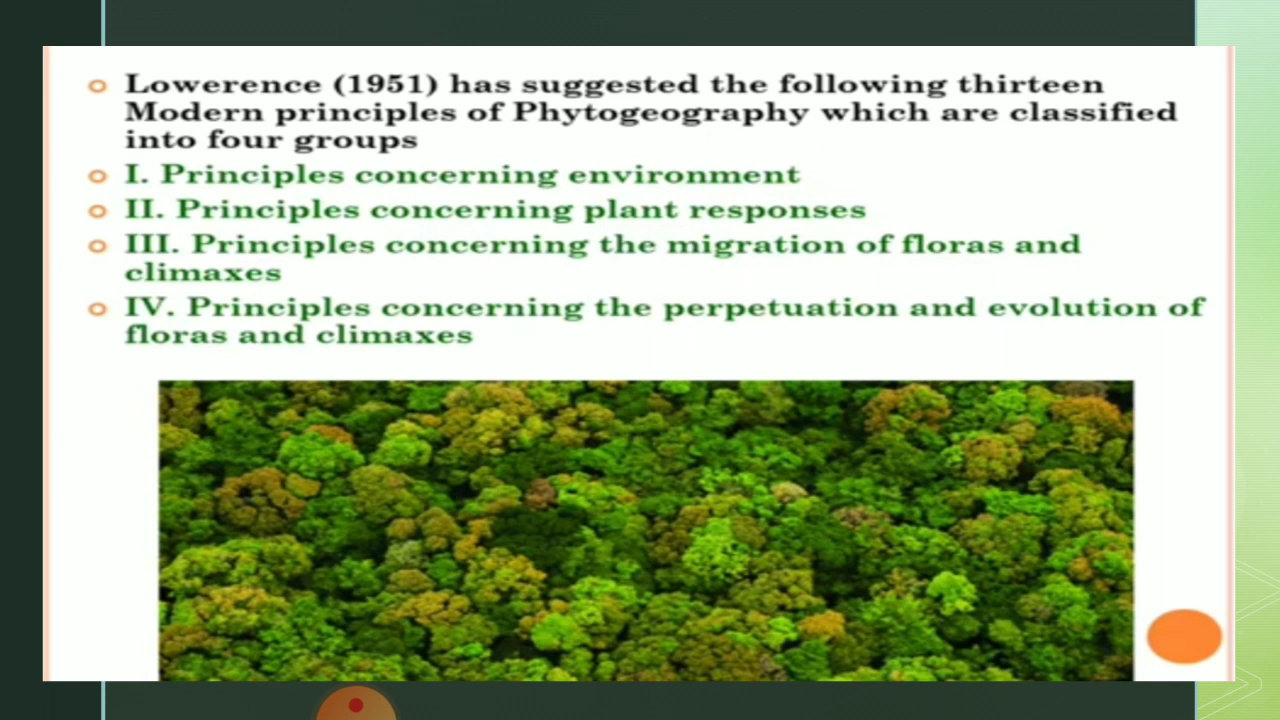 Lowerence (1951) has suggested the following thirteen
Modern principles of Phytogeography which are classified
into four groups
I. Principles concerning environment
II. Principles concerning plant responses
III. Principles concerning the migration of floras and
climaxes
IV. Principles concerning the perpetuation and evolution of
floras and climaxes